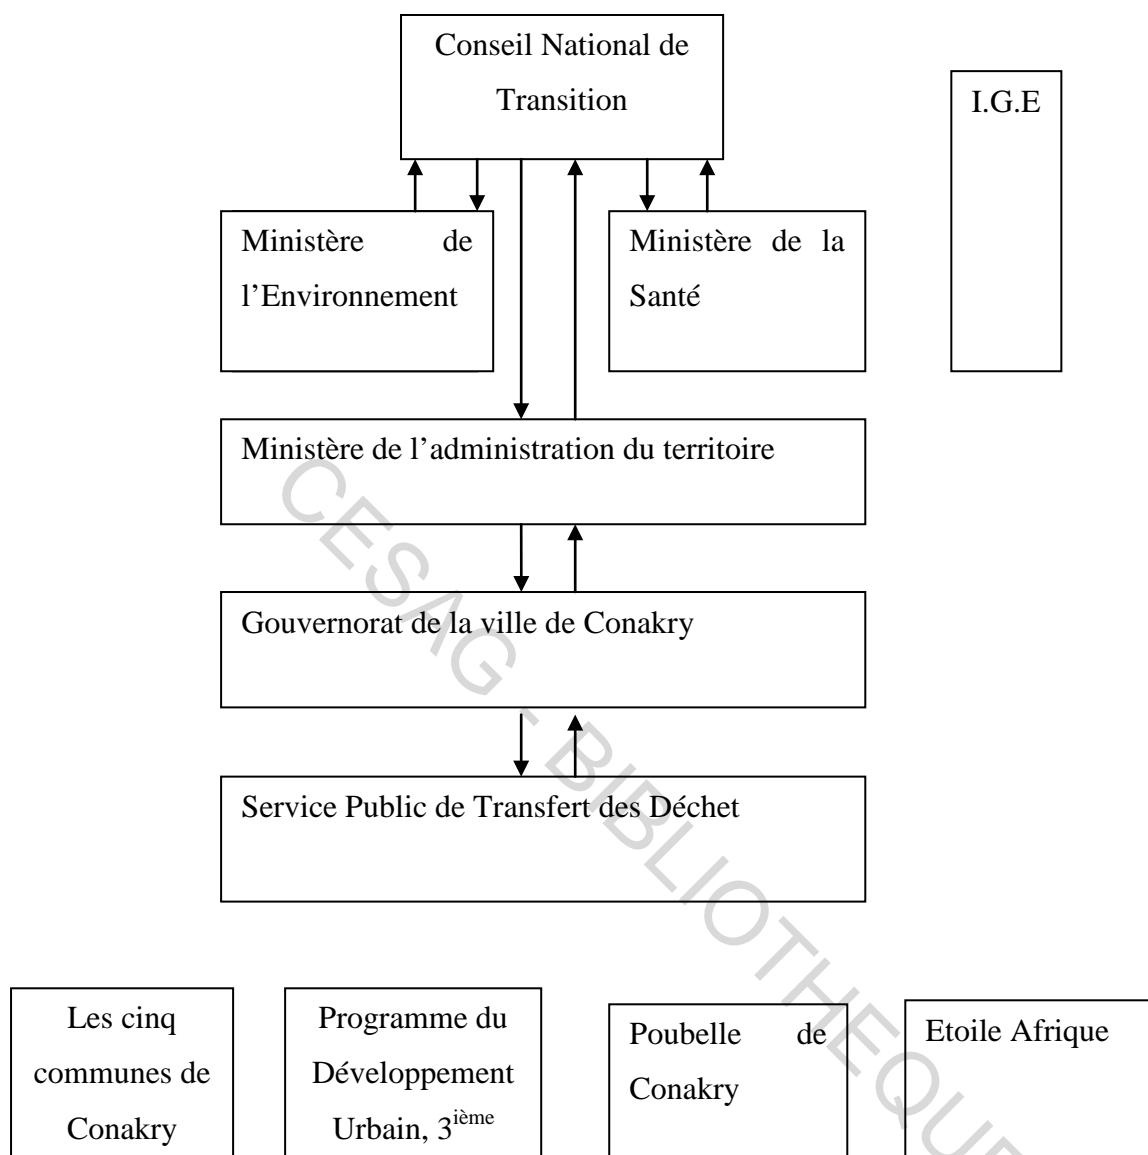 Conseil National de
Transition
I.G.E
Ministère de
l’Environnement
Ministère de la
Santé
Ministère de l’administration du territoire
Gouvernorat de la ville de Conakry
Service Public de Transfert des Déchet
Les cinq
communes de
Conakry
Programme du
Développement
Urbain, 3ième
Poubelle de
Conakry
Etoile Afrique
CESAG - BIBLIOTHEQUE